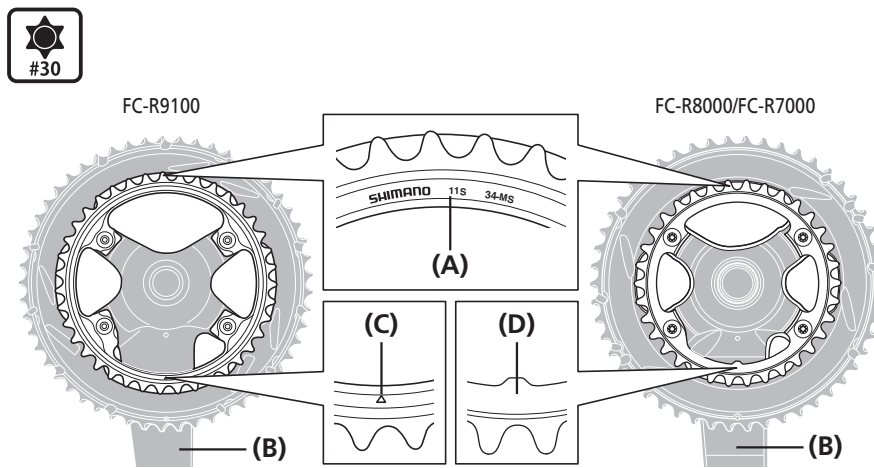 #30
FC-R9100
FC-R8000/FC-R7000
SHIMANO 11S 34-MS
(A)
(C)
(D)
(B)
(B)